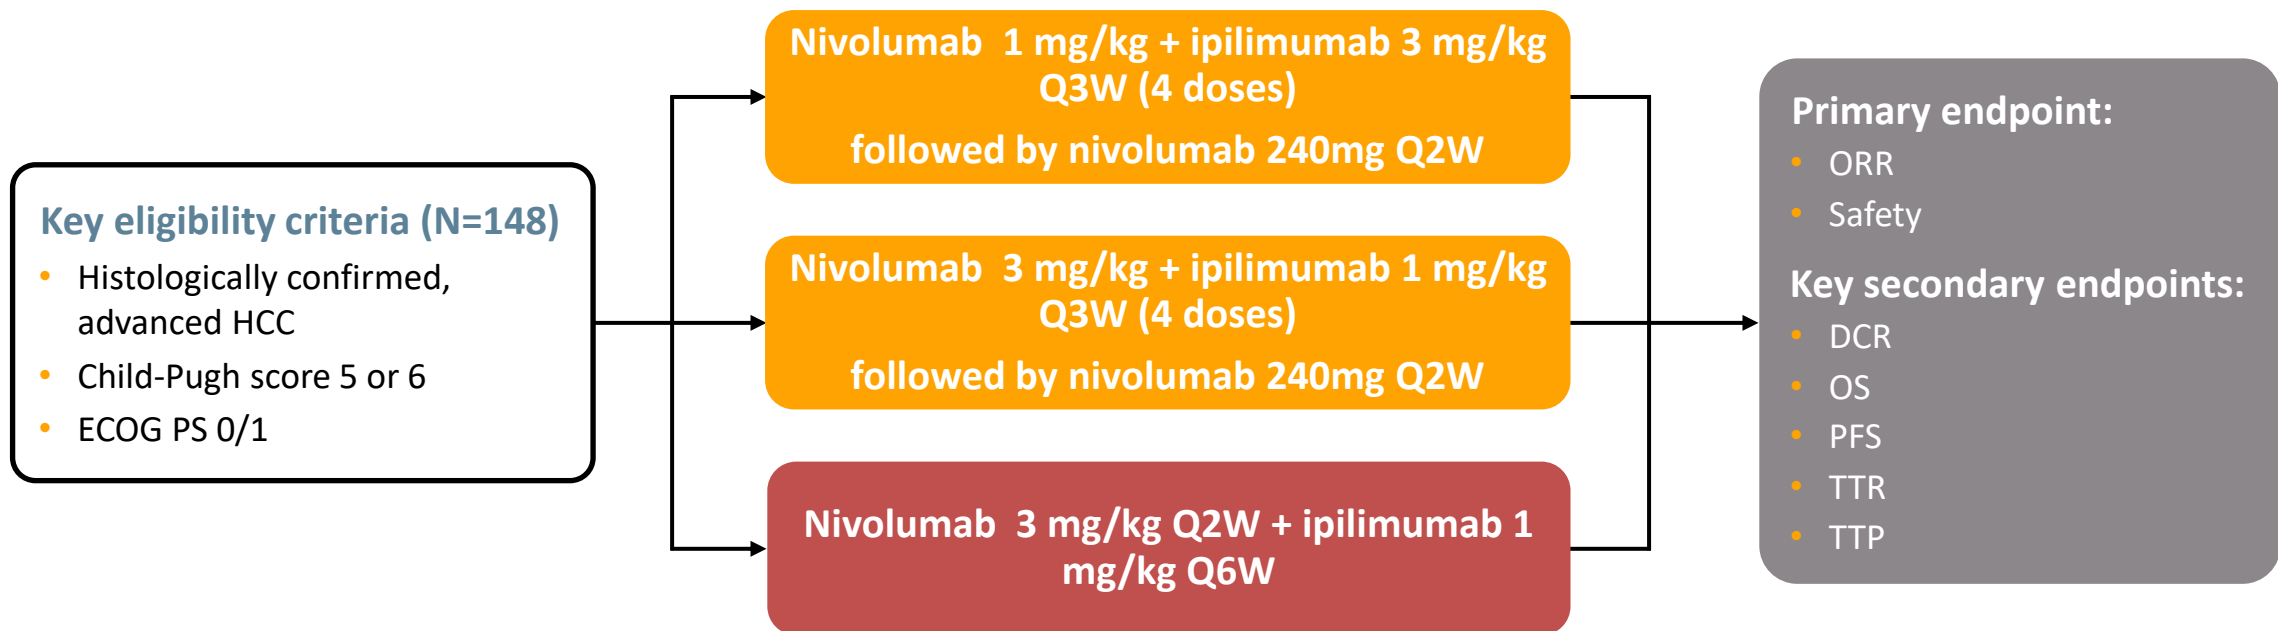 Key eligibility criteria (N=148)
• Histologically confirmed,
advanced HCC
• Child-Pugh score 5 or 6
• ECOG PS 0/1
Nivolumab  1 mg/kg + ipilimumab 3 mg/kg
Q3W (4 doses)
followed by nivolumab 240mg Q2W
Nivolumab  3 mg/kg + ipilimumab 1 mg/kg
Q3W (4 doses)
followed by nivolumab 240mg Q2W
Nivolumab  3 mg/kg Q2W + ipilimumab 1
mg/kg Q6W
Primary endpoint:
• ORR
• Safety
Key secondary endpoints:
• DCR
• OS
• PFS
• TTR
• TTP